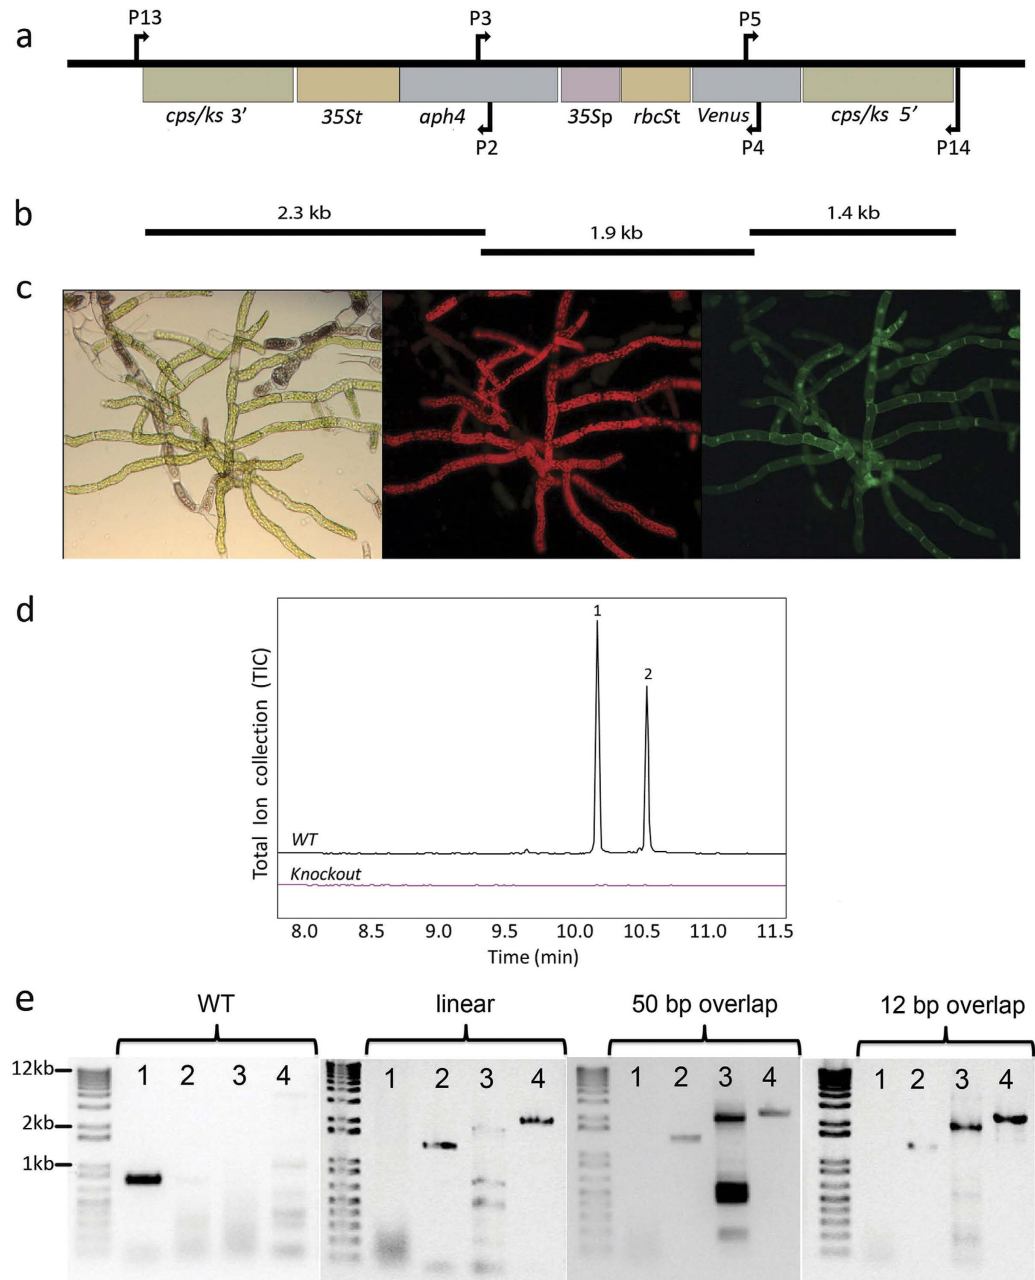 a
P13
P3
P5
cps/ks 3’
35St
aph4
35Sp
rbcSt
Venus
cps/ks 5’
P2
P4
P14
b
2.3 kb
1.9 kb
1.4 kb
c
d
Total Ion collection (TIC)
1
2
WT
Knockout
8.0 8.5 9.0 9.5 10.0 10.5 11.0 11.5
Time (min)
e
WT
linear
50 bp overlap
12 bp overlap
12kb
2kb
1kb
1 2 3 4
1 2 3 4
1 2 3 4
1 2 3 4